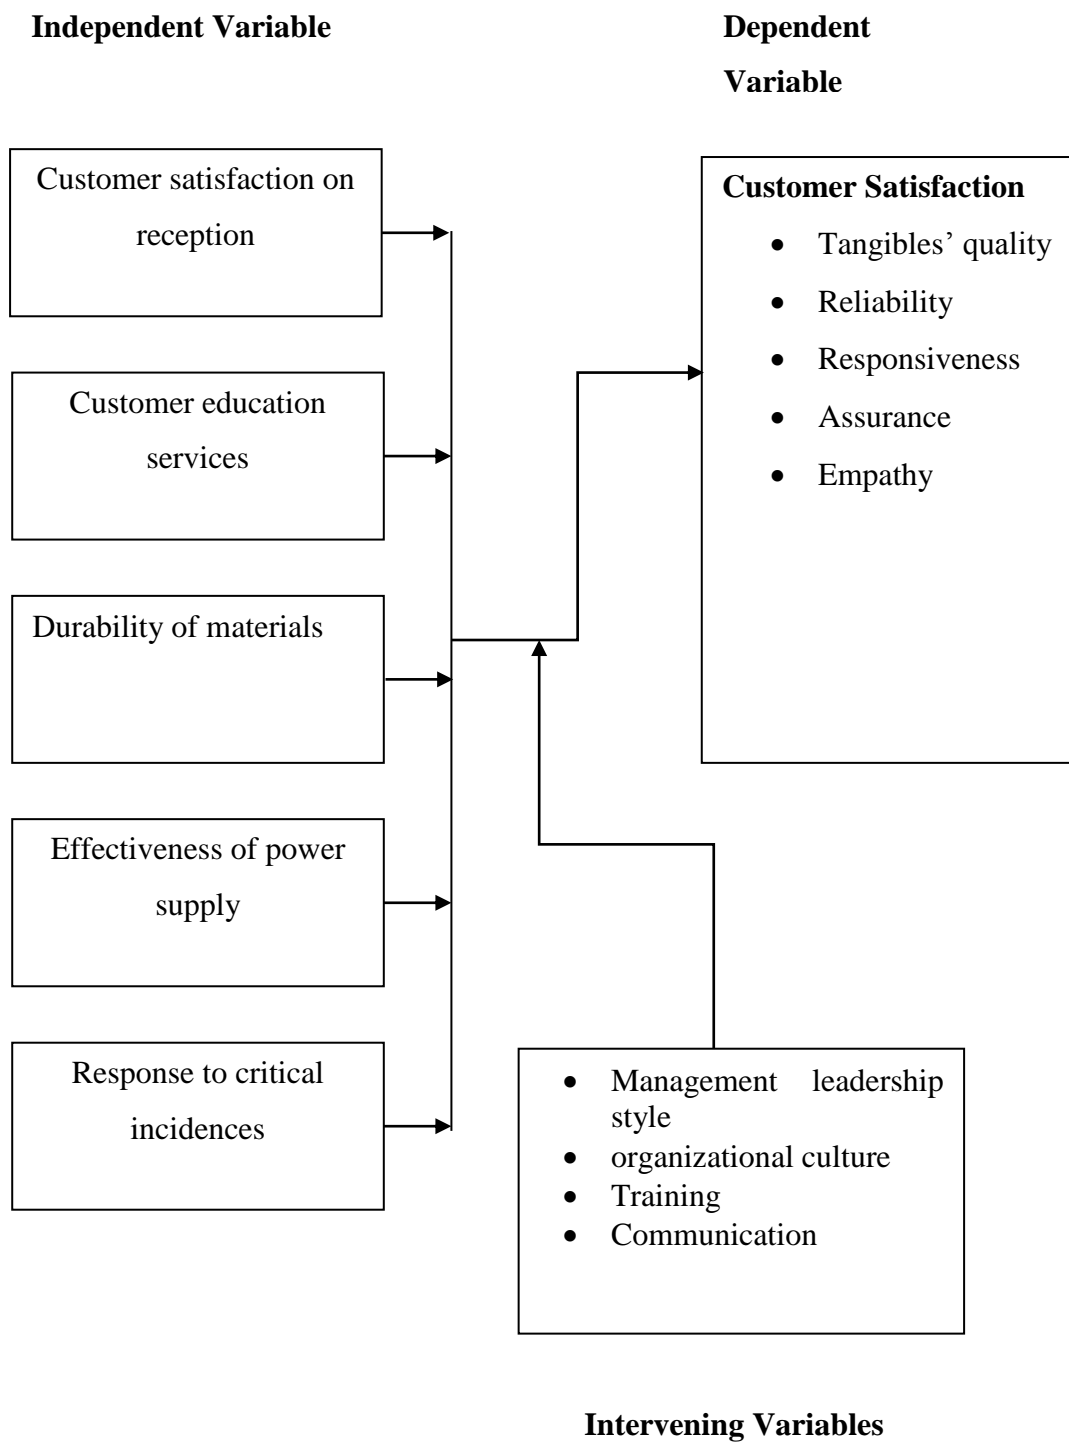 Independent Variable
Dependent
Variable
Customer satisfaction on
reception
Customer education
services
Durability of materials
Effectiveness of power
supply
Response to critical
incidences
Customer Satisfaction
• Tangibles’ quality
• Reliability
• Responsiveness
• Assurance
• Empathy
• Management leadership
style
• organizational culture
• Training
• Communication
Intervening Variables